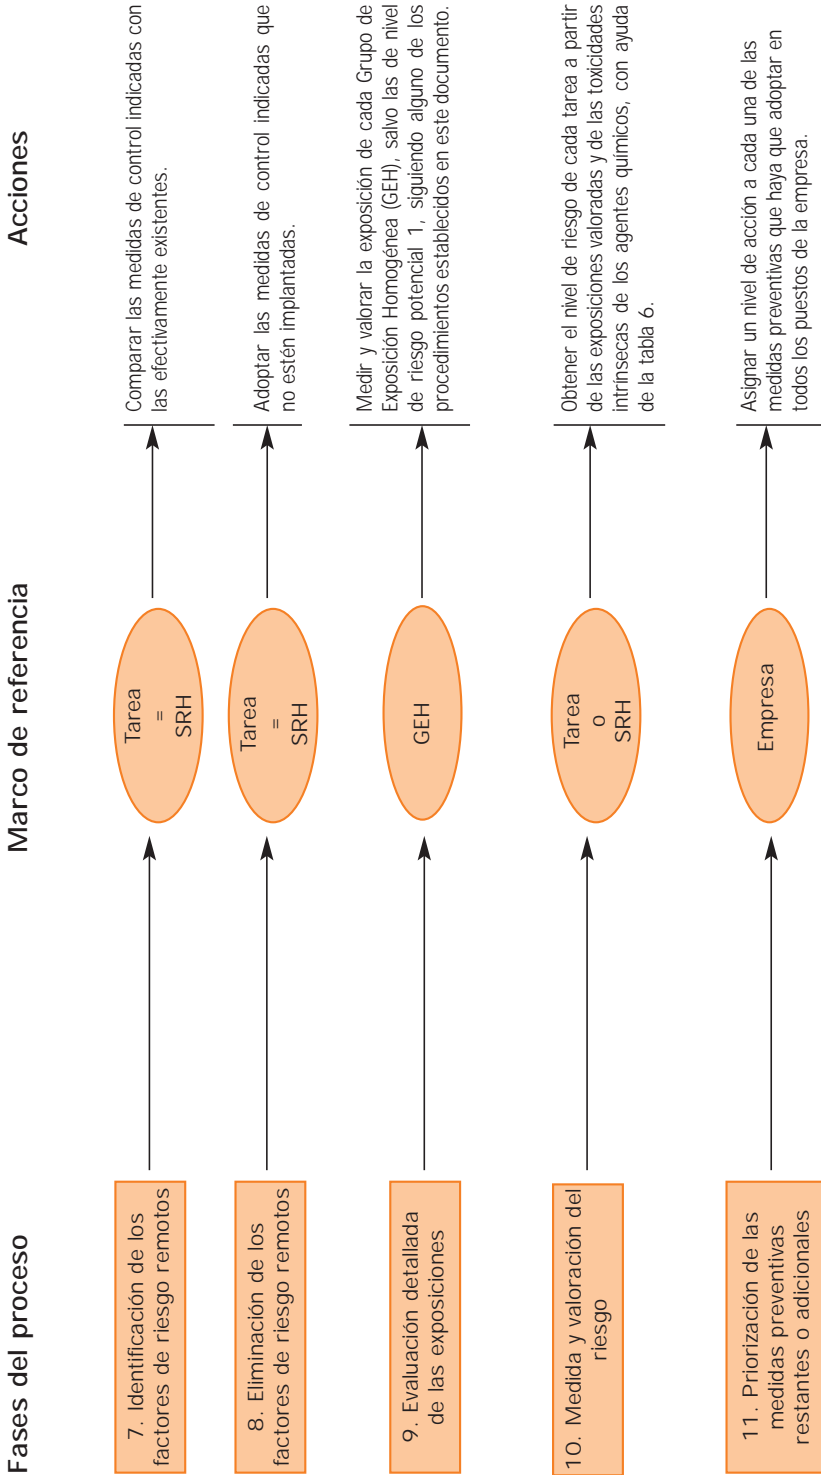 Fases del proceso
Marco de referencia
Acciones
7. Identificación de los
factores de riesgo remotos
Tarea
=
SRH
Comparar las medidas de control indicadas con
las efectivamente existentes.
8. Eliminación de los
factores de riesgo remotos
Tarea
=
SRH
Adoptar las medidas de control indicadas que
no estén implantadas.
9. Evaluación detallada
de las exposiciones
GEH
Medir y valorar la exposición de cada Grupo de
Exposición Homogénea (GEH), salvo las de nivel
de riesgo potencial 1, siguiendo alguno de los
procedimientos establecidos en este documento.
10. Medida y valoración del
riesgo
Tarea
o
SRH
Obtener el nivel de riesgo de cada tarea a partir
de las exposiciones valoradas y de las toxicidades
intrínsecas de los agentes químicos, con ayuda
de la tabla 6.
11. Priorización de las
medidas preventivas
restantes o adicionales
Empresa
Asignar un nivel de acción a cada una de las
medidas preventivas que haya que adoptar en
todos los puestos de la empresa.